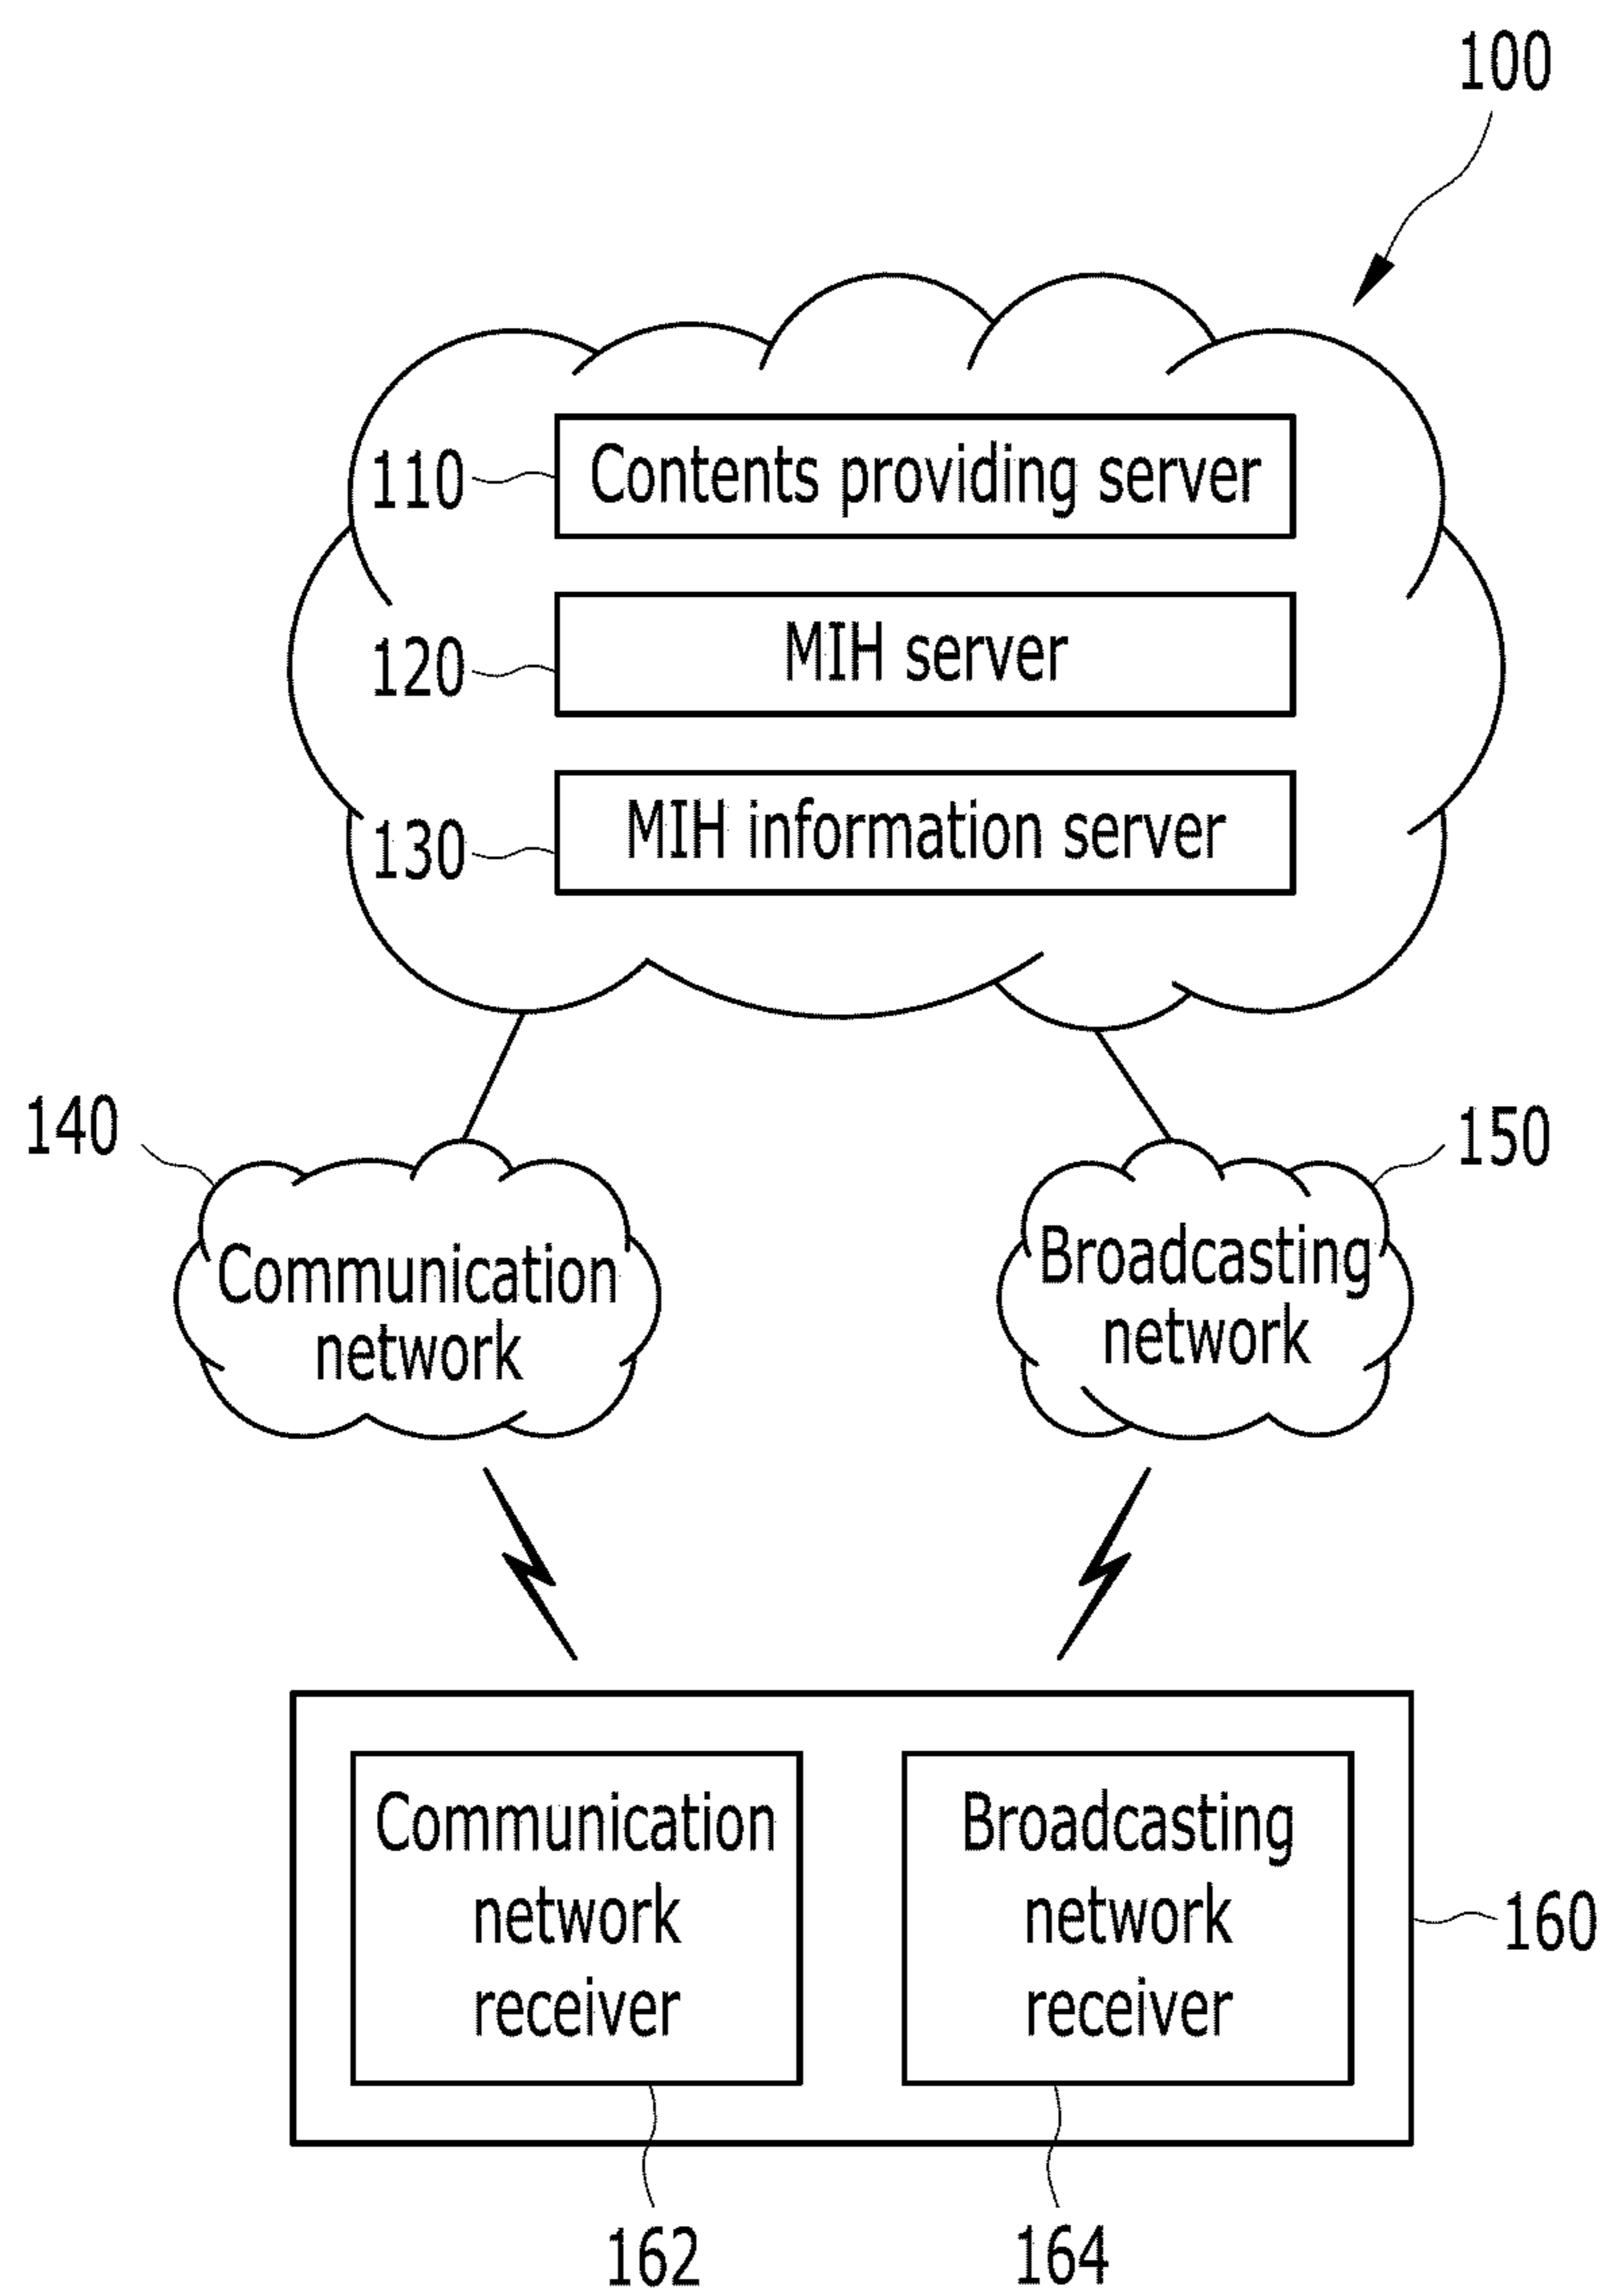 100
110 Contents providing server
120 MIH server
130 MIH information server
140
150
Communication
network
Broadcasting
network
Communication
network
receiver
Broadcasting
network
receiver
160
162
164